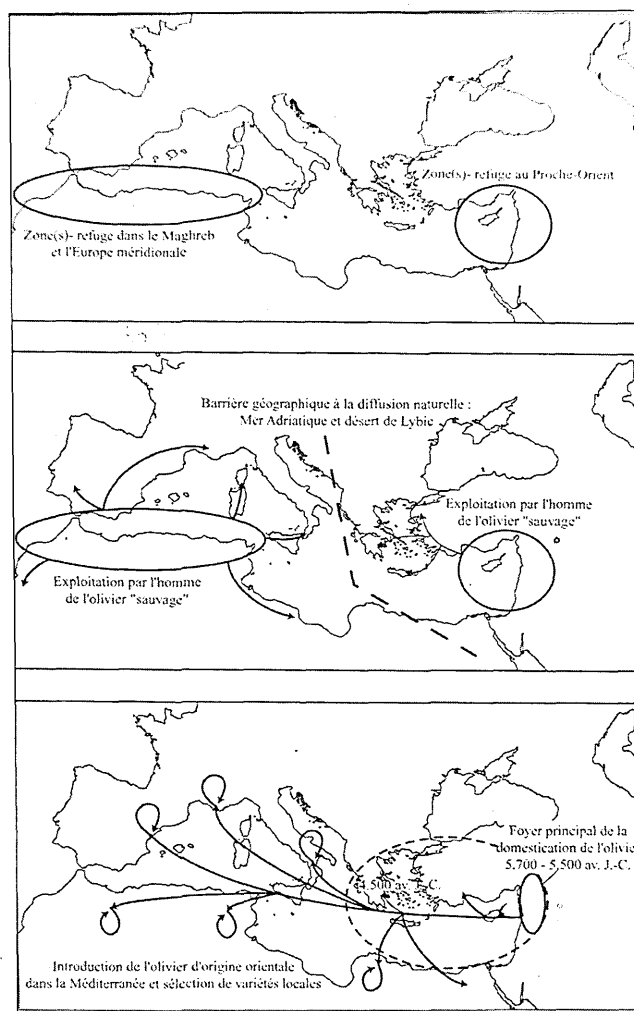 Zone(s)- refuge au Proche-Orient
Zone(s)- refuge dans le Maghreb
et l'Europe méridionale
Barrière géographique à la diffusion naturelle :
Mer Adriatique et désert de Lybie
Exploitation par l'homme
de l'olivier "sauvage"
Exploitation par l'homme
de l'olivier "sauvage"
Foyer principal de la
domestication de l'olivie
5.700 - 5.500 av. J.-C.
4.500 av. J.-C.
Introduction de l'olivier d'origine orientale
dans la Méditerranée et sélection de variétés locales